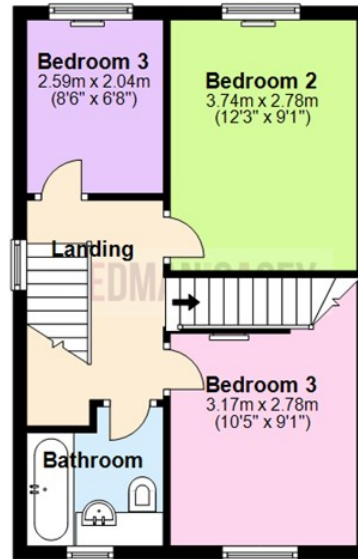 Bedroom 3
2.59m x 2.04m
(8'6" x 6'8")
Bedroom 2
3.74m x 2.78m
(12'3" x 9'1")
Landing
Bedroom 3
3.17m x 2.78m
(10'5" x 9'1")
Bathroom